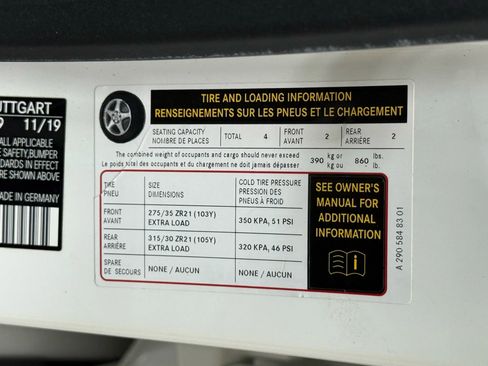 UTTGART
9 11/19
ALL APPLICABLE
E SAFETY, BUMPER
NDARDS IN EFFECT
RE SHOWN ABOVE
MADE IN GERMANY
TIRE AND LOADING INFORMATION
RENSEIGNEMENTS SUR LES PNEUS ET LE CHARGEMENT
SEATING CAPACITY
NOMBRE DE PLACES
TOTAL 4
FRONT
AVANT
2
REAR
ARRIÈRE
2
The combined weight of occupants and cargo should never exceed
Le poids total des occupants et du chargement ne doit jamais dépasser
390 kg or
kg ou
860 lbs.
lb.
TIRE
PNEU
SIZE
DIMENSIONS
COLD TIRE PRESSURE
PRESSION DES
PNEUS À FROID
FRONT
AVANT
275/35 ZR21 (103Y)
EXTRA LOAD
350 KPA, 51 PSI
REAR
ARRIÈRE
315/30 ZR21 (105Y)
EXTRA LOAD
320 KPA, 46 PSI
SPARE
DE SECOURS
NONE / AUCUN
NONE / AUCUN
SEE OWNER'S
MANUAL FOR
ADDITIONAL
INFORMATION
A 290 584 83 01